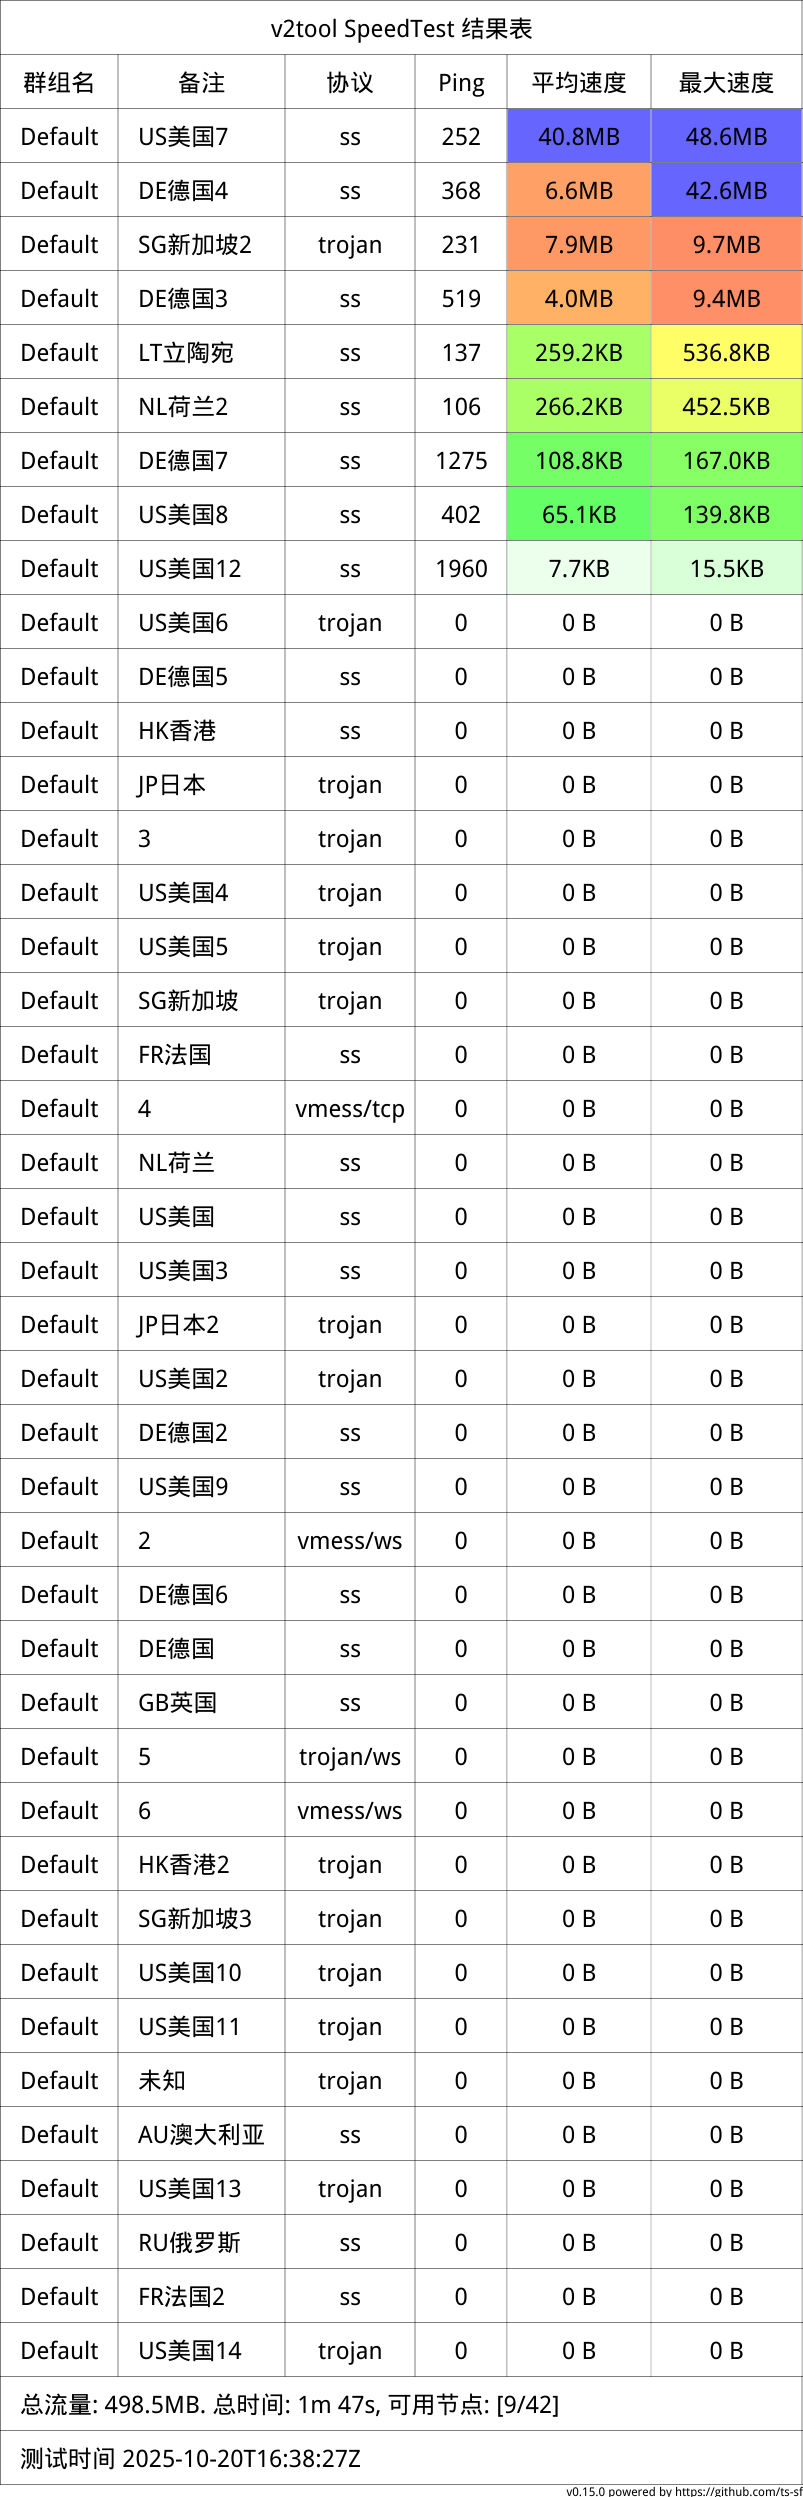 v2tool SpeedTest 结果表
群组名 备注 协议 Ping 平均速度 最大速度
Default US美国7 ss 252 40.8MB 48.6MB
Default DE德国4 ss 368 6.6MB 42.6MB
Default SG新加坡2 trojan 231 7.9MB 9.7MB
Default DE德国3 ss 519 4.0MB 9.4MB
Default LT立陶宛 ss 137 259.2KB 536.8KB
Default NL荷兰2 ss 106 266.2KB 452.5KB
Default DE德国7 ss 1275 108.8KB 167.0KB
Default US美国8 ss 402 65.1KB 139.8KB
Default US美国12 ss 1960 7.7KB 15.5KB
Default US美国6 trojan 0 0 B 0 B
Default DE德国5 ss 0 0 B 0 B
Default HK香港 ss 0 0 B 0 B
Default JP日本 trojan 0 0 B 0 B
Default 3 trojan 0 0 B 0 B
Default US美国4 trojan 0 0 B 0 B
Default US美国5 trojan 0 0 B 0 B
Default SG新加坡 trojan 0 0 B 0 B
Default FR法国 ss 0 0 B 0 B
Default 4 vmess/tcp 0 0 B 0 B
Default NL荷兰 ss 0 0 B 0 B
Default US美国 ss 0 0 B 0 B
Default US美国3 ss 0 0 B 0 B
Default JP日本2 trojan 0 0 B 0 B
Default US美国2 trojan 0 0 B 0 B
Default DE德国2 ss 0 0 B 0 B
Default US美国9 ss 0 0 B 0 B
Default 2 vmess/ws 0 0 B 0 B
Default DE德国6 ss 0 0 B 0 B
Default DE德国 ss 0 0 B 0 B
Default GB英国 ss 0 0 B 0 B
Default 5 trojan/ws 0 0 B 0 B
Default 6 vmess/ws 0 0 B 0 B
Default HK香港2 trojan 0 0 B 0 B
Default SG新加坡3 trojan 0 0 B 0 B
Default US美国10 trojan 0 0 B 0 B
Default US美国11 trojan 0 0 B 0 B
Default 未知 trojan 0 0 B 0 B
Default AU澳大利亚 ss 0 0 B 0 B
Default US美国13 trojan 0 0 B 0 B
Default RU俄罗斯 ss 0 0 B 0 B
Default FR法国2 ss 0 0 B 0 B
Default US美国14 trojan 0 0 B 0 B
总流量: 498.5MB. 总时间: 1m 47s, 可用节点: [9/42]
测试时间 2025-10-20T16:38:27Z
v0.15.0 powered by https://github.com/ts-sf